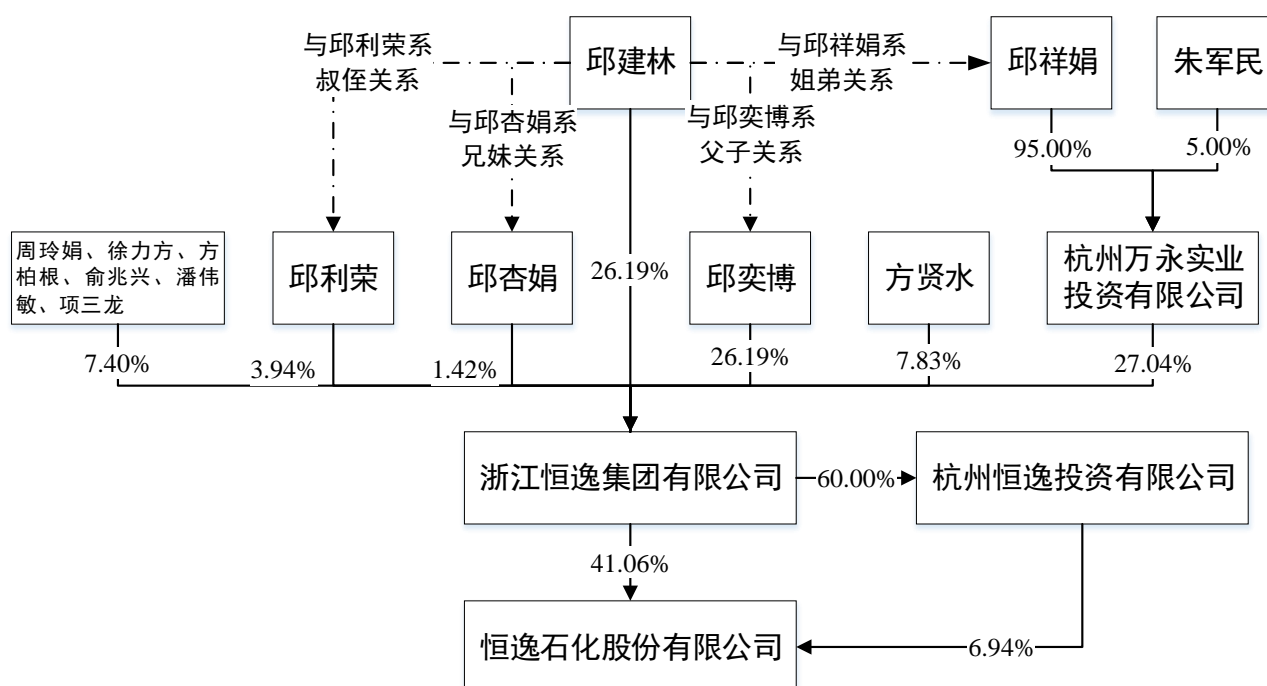 与邱利荣系
叔侄关系
邱建林
与邱祥娟系
姐弟关系
邱祥娟
朱军民
与邱杏娟系
兄妹关系
与邱奕博系
父子关系
95.00%
5.00%
周玲娟、徐力方、方
柏根、俞兆兴、潘伟
敏、项三龙
邱利荣
邱杏娟
26.19%
邱奕博
方贤水
杭州万永实业
投资有限公司
7.40%
3.94%
1.42%
26.19%
7.83%
27.04%
浙江恒逸集团有限公司
60.00%
杭州恒逸投资有限公司
41.06%
恒逸石化股份有限公司
6.94%